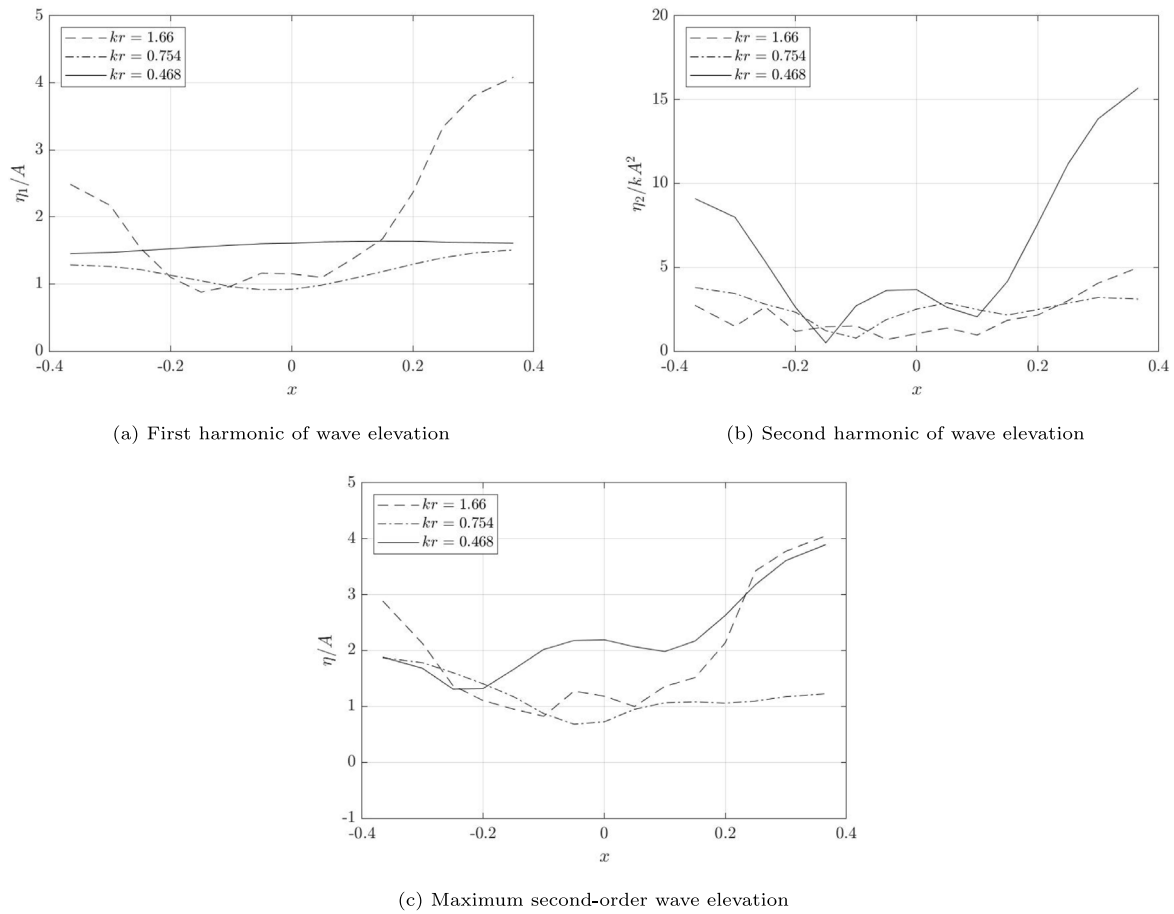 5
4
3
2
1
0
-0.4
-0.2
0
0.2
0.4
η₁/A
x
kr = 1.66
kr = 0.754
kr = 0.468
(a) First harmonic of wave elevation
20
15
10
5
0
-0.4
-0.2
0
0.2
0.4
η₂/kA²
x
kr = 1.66
kr = 0.754
kr = 0.468
(b) Second harmonic of wave elevation
5
4
3
2
1
0
-1
-0.4
-0.2
0
0.2
0.4
η/A
x
kr = 1.66
kr = 0.754
kr = 0.468
(c) Maximum second-order wave elevation